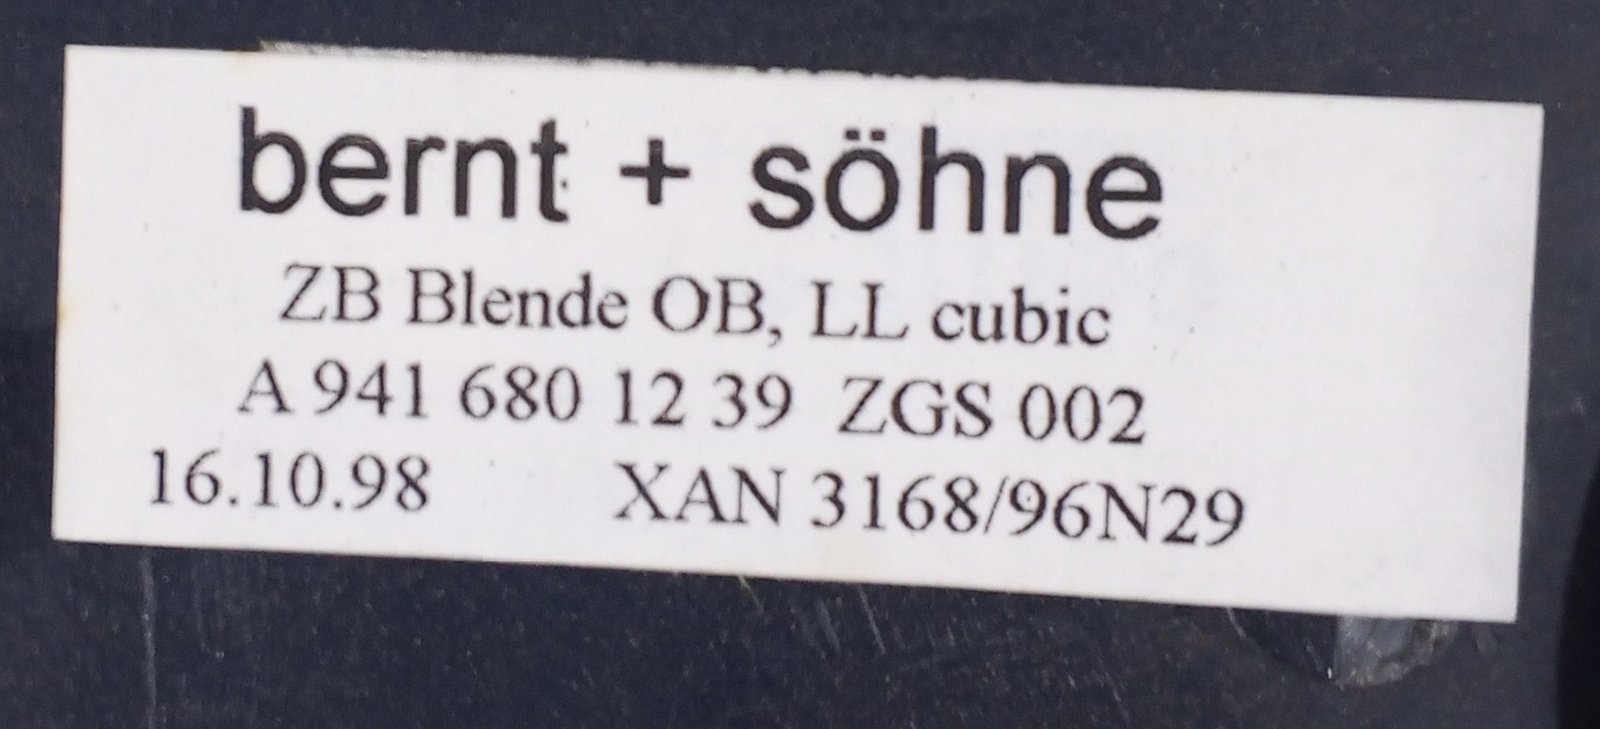 bernt + söhne
ZB Blende OB, LL cubic
A 941 680 12 39 ZGS 002
16.10.98 XAN 3168/96N29